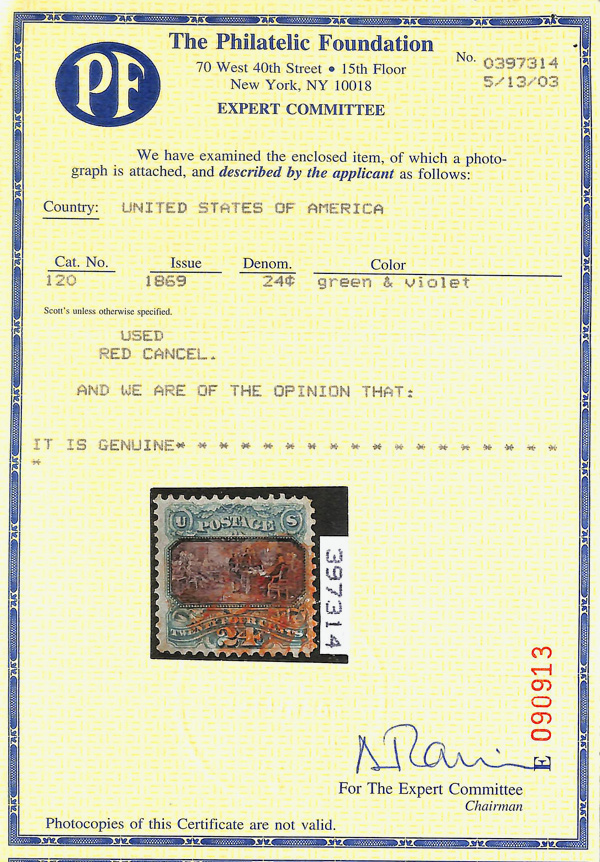 PF
The Philatelic Foundation
70 West 40th Street • 15th Floor
New York, NY 10018
EXPERT COMMITTEE
No. 0397314
5/13/03
We have examined the enclosed item, of which a photo-
graph is attached, and described by the applicant as follows:
Country: UNITED STATES OF AMERICA
Cat. No. Issue Denom. Color
120 1869 24¢ green & violet
Scott's unless otherwise specified.
USED
RED CANCEL.
AND WE ARE OF THE OPINION THAT:
IT IS GENUINE* * * * * * * * * * * * * * * * * *
*
U POSTAGE S
TWENTY FOUR CENTS
24
397314
E 090913
For The Expert Committee
Chairman
Photocopies of this Certificate are not valid.